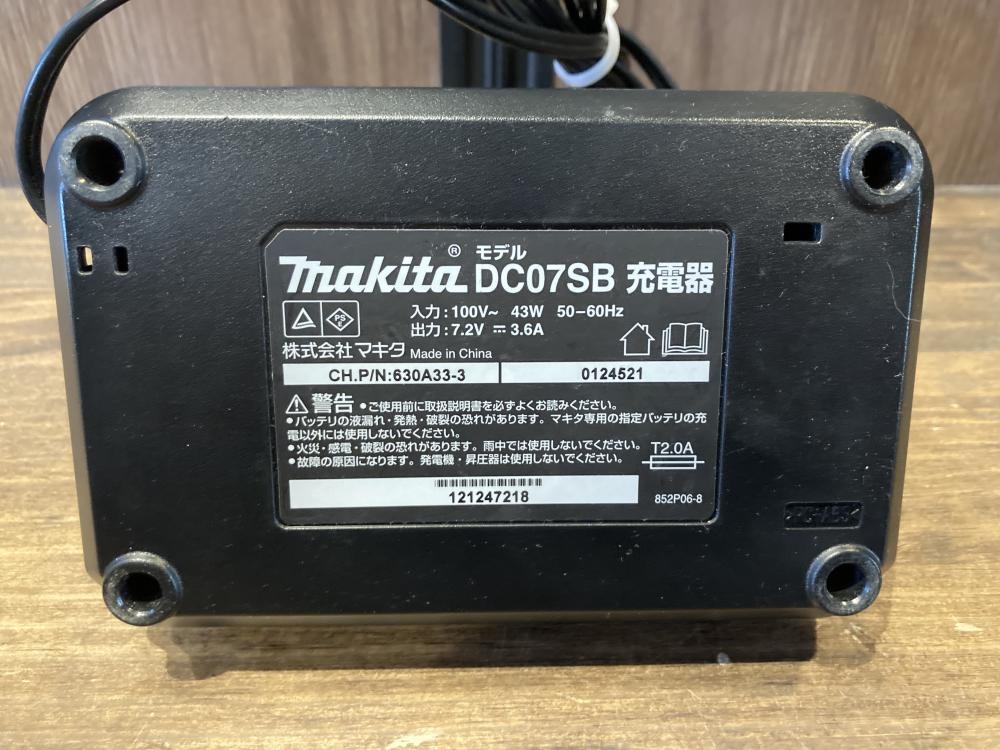 makita® モデル DC07SB 充電器
入力:100V~ 43W 50-60Hz
出力:7.2V ⎓ 3.6A
PSE
株式会社マキタ Made in China
CH.P/N:630A33-3 0124521
⚠警告 ●ご使用前に取扱説明書を必ずよくお読みください。
●バッテリの液漏れ・発熱・破裂の恐れがあります。マキタ専用の指定バッテリの充
電以外には使用しないでください。
●火災・感電・破裂の恐れがあります。雨中では使用しないでください。
●故障の原因になります。発電機・昇圧器は使用しないでください。
T2.0A
121247218
852P06-8